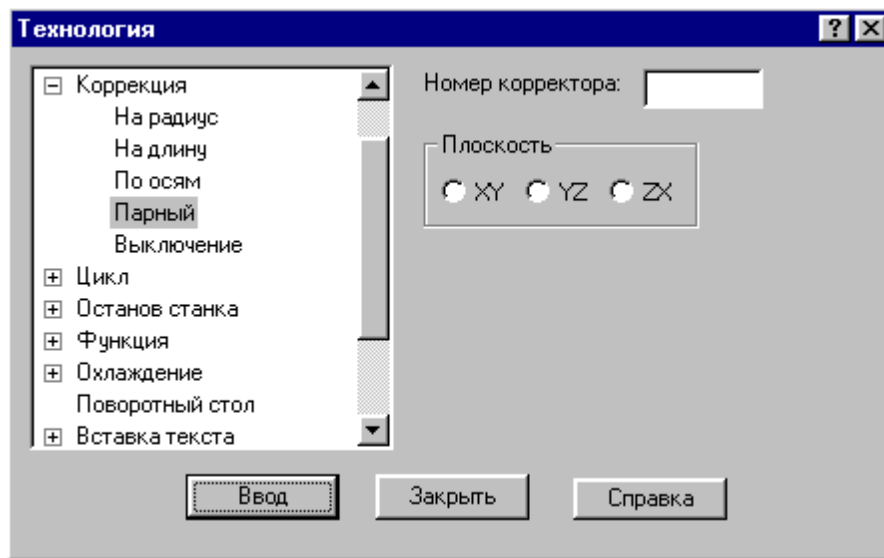 Технология
Коррекция
На радиус
На длину
По осям
Парный
Выключение
Цикл
Останов станка
Функция
Охлаждение
Поворотный стол
Вставка текста
Номер корректора:
Плоскость
XY YZ ZX
Ввод Закрыть Справка